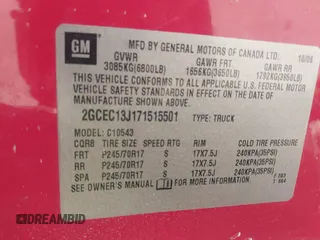 GM
MFD BY GENERAL MOTORS OF CANADA LTD.
GVWR GAWR FRT GAWR RR
3085KG(6800LB) 1656KG(3650LB) 1792KG(3950LB)
THIS VEHICLE CONFORMS TO ALL APPLICABLE U.S. FEDERAL
MOTOR VEHICLE SAFETY STANDARDS IN EFFECT ON
THE DATE OF MANUFACTURE SHOWN ABOVE.
2GCEC13J171515501 TYPE: TRUCK
MODEL: C10543
TIRE SIZE SPEED RTG RIM COLD TIRE PRESSURE
FRT P245/70R17 S 17X7.5J 240KPA(35PSI)
RR P245/70R17 S 17X7.5J 240KPA(35PSI)
SPA P245/70R17 S 17X7.5J 240KPA(35PSI)
SEE OWNER'S MANUAL FOR ADDITIONAL INFORMATION
DREAMBID